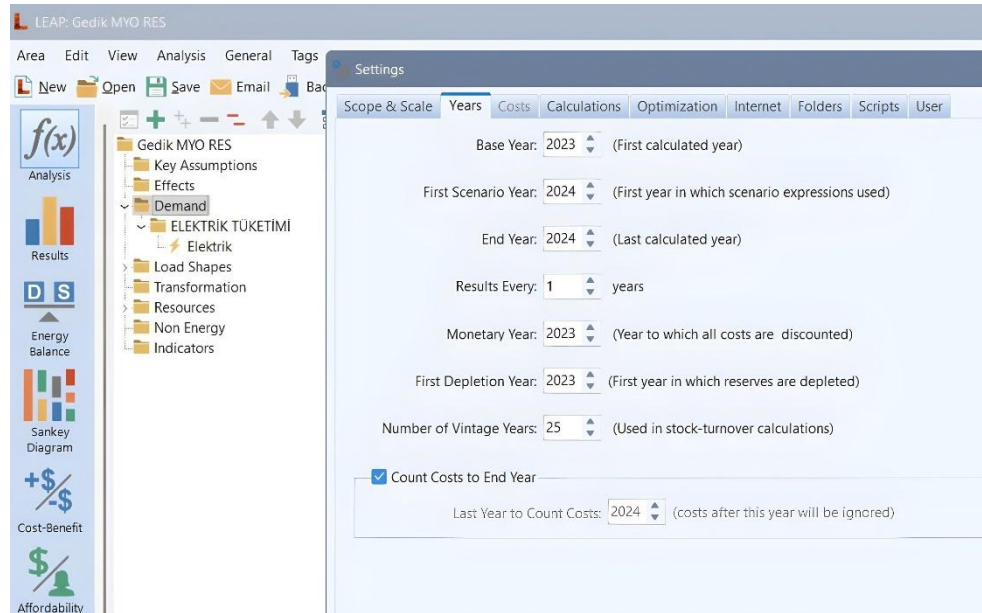 LEAP: Gedik MYO RES
Area Edit View Analysis General Tags
New Open Save Email
Analysis
Results
D S
Energy
Balance
Sankey
Diagram
Cost-Benefit
Affordability
f(x)
+$/-$
$
Gedik MYO RES
Key Assumptions
Effects
Demand
ELEKTRİK TÜKETİMİ
Elektrik
Load Shapes
Transformation
Resources
Non Energy
Indicators
Settings
Scope & Scale Years Costs Calculations Optimization Internet Folders Scripts User
Base Year: 2023 (First calculated year)
First Scenario Year: 2024 (First year in which scenario expressions used)
End Year: 2024 (Last calculated year)
Results Every: 1 years
Monetary Year: 2023 (Year to which all costs are discounted)
First Depletion Year: 2023 (First year in which reserves are depleted)
Number of Vintage Years: 25 (Used in stock-turnover calculations)
Count Costs to End Year
Last Year to Count Costs: 2024 (costs after this year will be ignored)